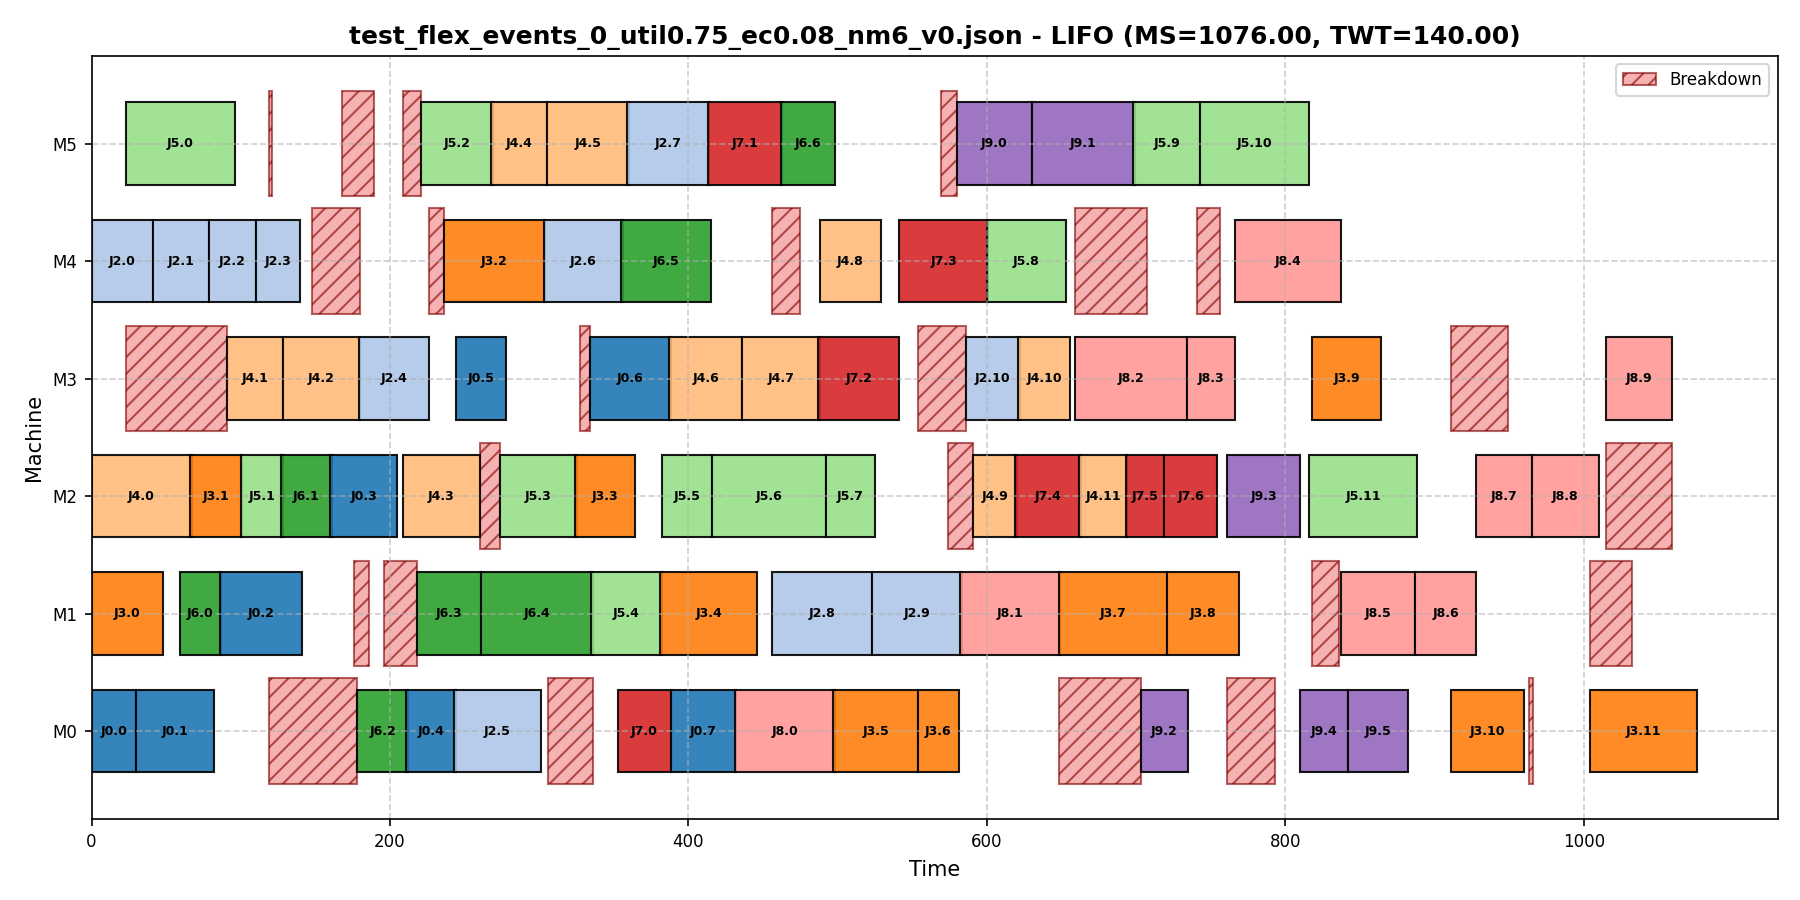 test_flex_events_0_util0.75_ec0.08_nm6_v0.json - LIFO (MS=1076.00, TWT=140.00)
Breakdown
M5
J5.0 J5.2 J4.4 J4.5 J2.7 J7.1 J6.6 J9.0 J9.1 J5.9 J5.10
M4
J2.0 J2.1 J2.2 J2.3 J3.2 J2.6 J6.5 J4.8 J7.3 J5.8 J8.4
M3
J4.1 J4.2 J2.4 J0.5 J0.6 J4.6 J4.7 J7.2 J2.10 J4.10 J8.2 J8.3 J3.9 J8.9
M2
J4.0 J3.1 J5.1 J6.1 J0.3 J4.3 J5.3 J3.3 J5.5 J5.6 J5.7 J4.9 J7.4 J4.11 J7.5 J7.6 J9.3 J5.11 J8.7 J8.8
M1
J3.0 J6.0 J0.2 J6.3 J6.4 J5.4 J3.4 J2.8 J2.9 J8.1 J3.7 J3.8 J8.5 J8.6
M0
J0.0 J0.1 J6.2 J0.4 J2.5 J7.0 J0.7 J8.0 J3.5 J3.6 J9.2 J9.4 J9.5 J3.10 J3.11
Machine
0 200 400 600 800 1000
Time